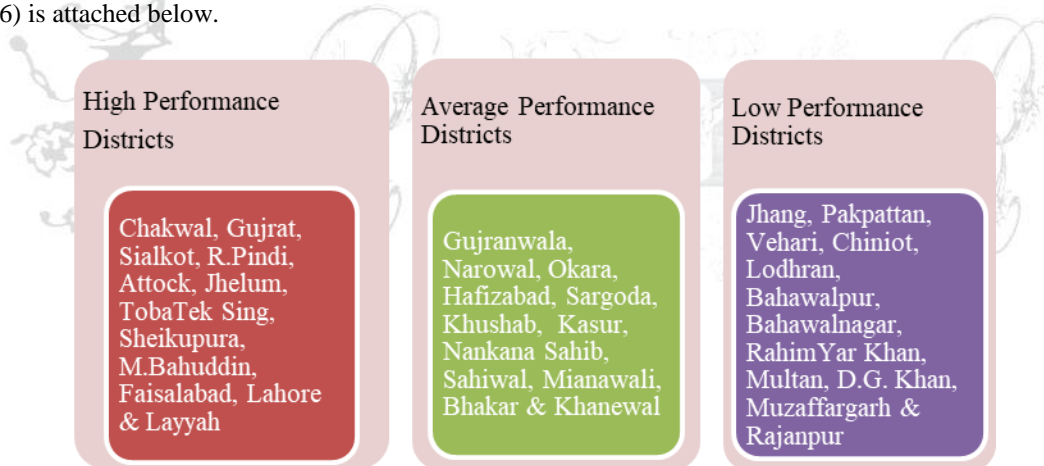 6) is attached below.
High Performance
Districts
Chakwal, Gujrat,
Sialkot, R.Pindi,
Attock, Jhelum,
TobaTek Sing,
Sheikupura,
M.Bahuddin,
Faisalabad, Lahore
& Layyah
Average Performance
Districts
Gujranwala,
Narowal, Okara,
Hafizabad, Sargoda,
Khushab, Kasur,
Nankana Sahib,
Sahiwal, Mianawali,
Bhakar & Khanewal
Low Performance
Districts
Jhang, Pakpattan,
Vehari, Chiniot,
Lodhran,
Bahawalpur,
Bahawalnagar,
RahimYar Khan,
Multan, D.G. Khan,
Muzaffargarh &
Rajanpur